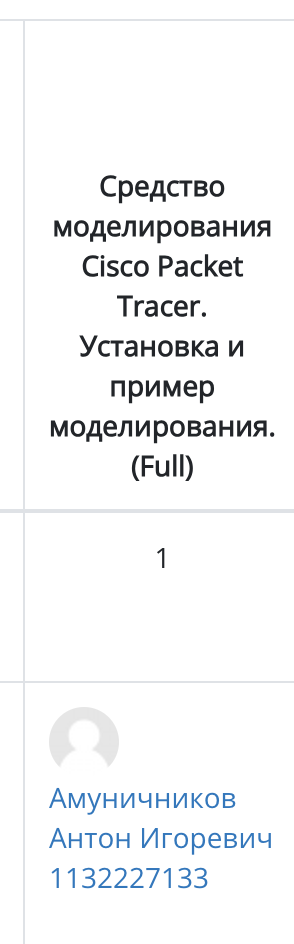 Средство
моделирования
Cisco Packet
Tracer.
Установка и
пример
моделирования.
(Full)
1
Амуничников
Антон Игоревич
1132227133